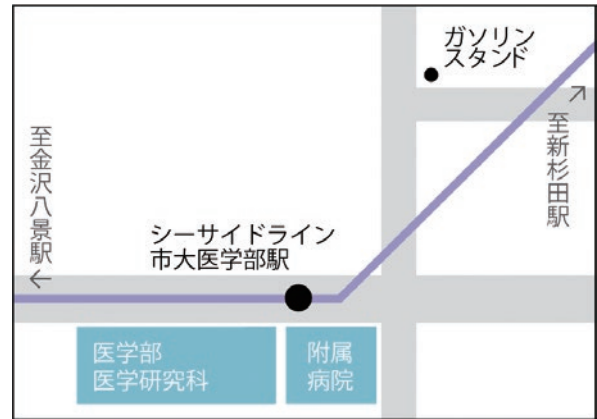 ガソリン
スタンド
至新杉田駅
至金沢八景駅
シーサイドライン
市大医学部駅
医学部
医学研究科
附属
病院